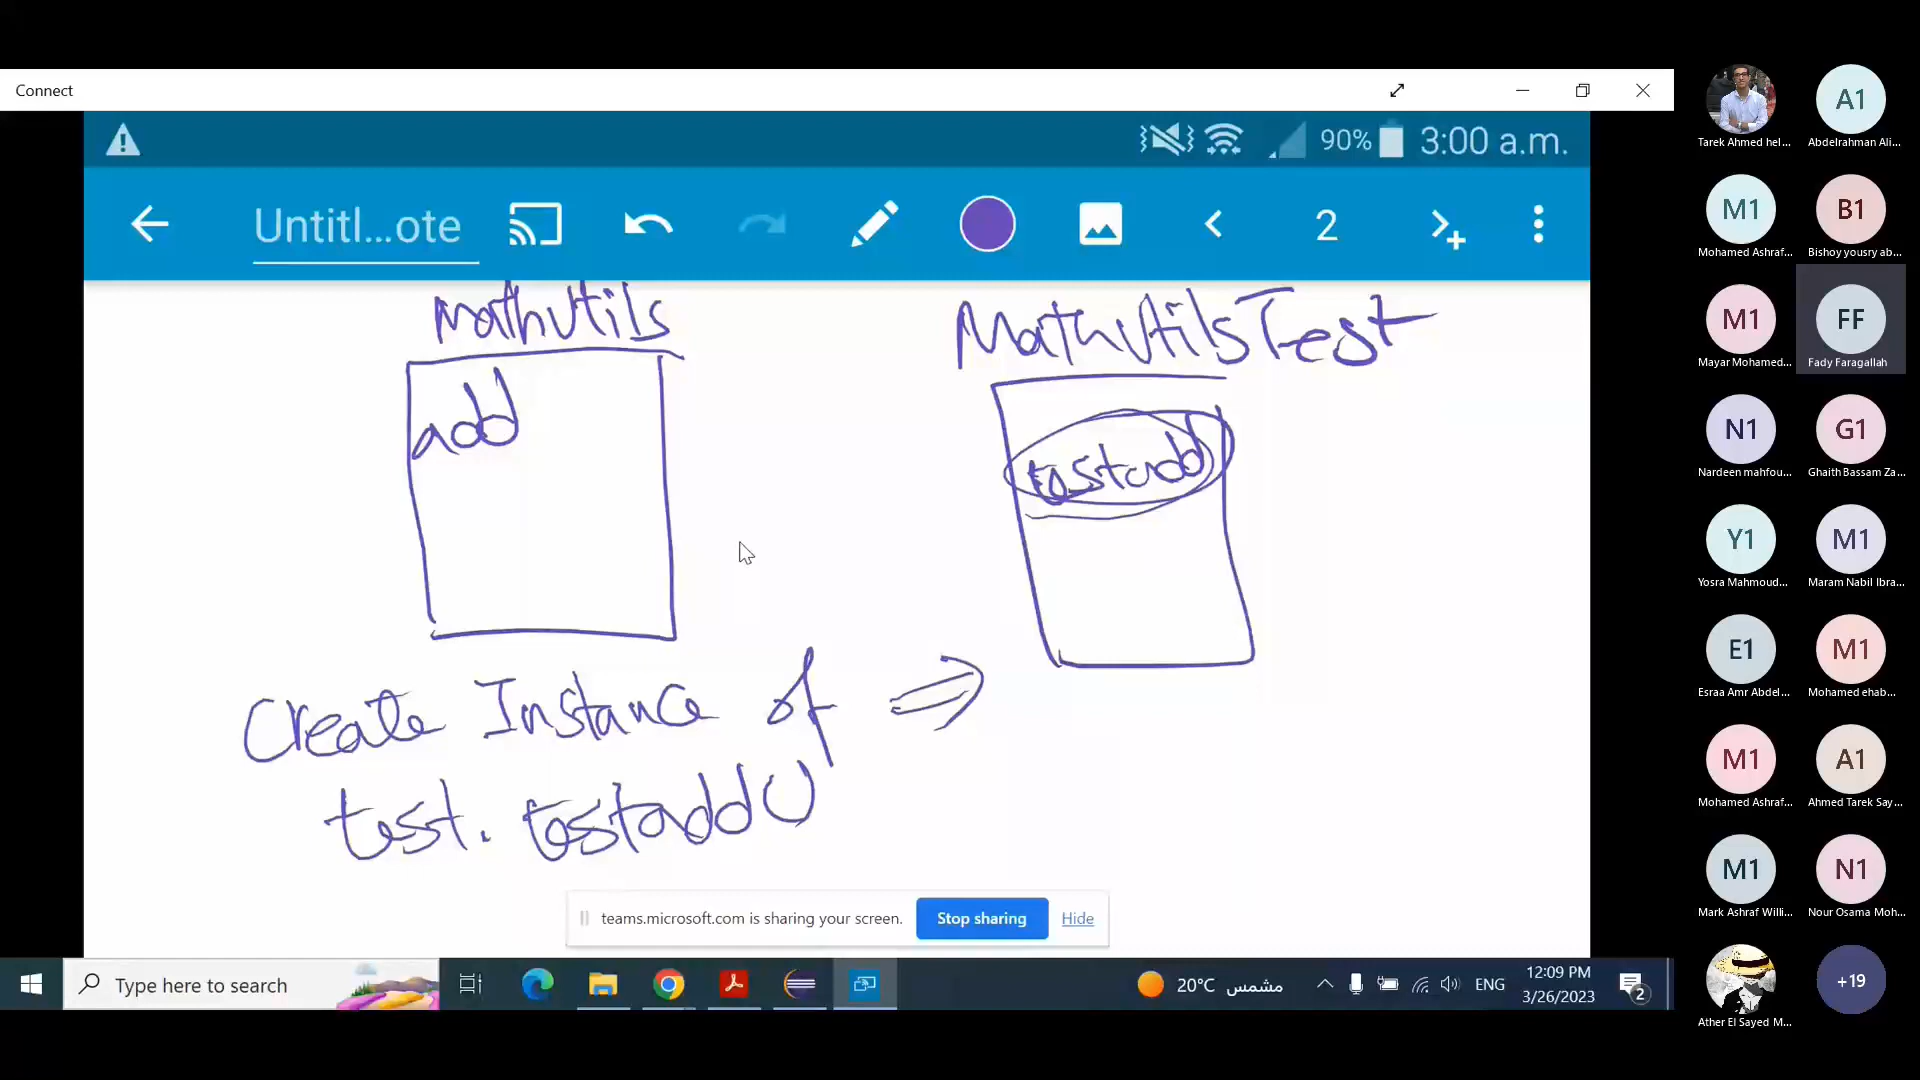 Connect
90% 3:00 a.m.
Untitl...ote 2
MathUtils
MathUtilsTest
add
testadd
Create Instance of
test. testadd()
teams.microsoft.com is sharing your screen. Stop sharing Hide
Type here to search
20°C مشمس
ENG
12:09 PM
3/26/2023
2
Tarek Ahmed hel...
A1
Abdelrahman Ali...
M1
Mohamed Ashraf...
B1
Bishoy yousry ab...
M1
Mayar Mohamed...
FF
Fady Faragallah
N1
Nardeen mahfou...
G1
Ghaith Bassam Za...
Y1
Yosra Mahmoud...
M1
Maram Nabil Ibra...
E1
Esraa Amr Abdel...
M1
Mohamed ehab...
M1
Mohamed Ashraf...
A1
Ahmed Tarek Say...
M1
Mark Ashraf Willi...
N1
Nour Osama Moh...
Ather El Sayed M...
+19